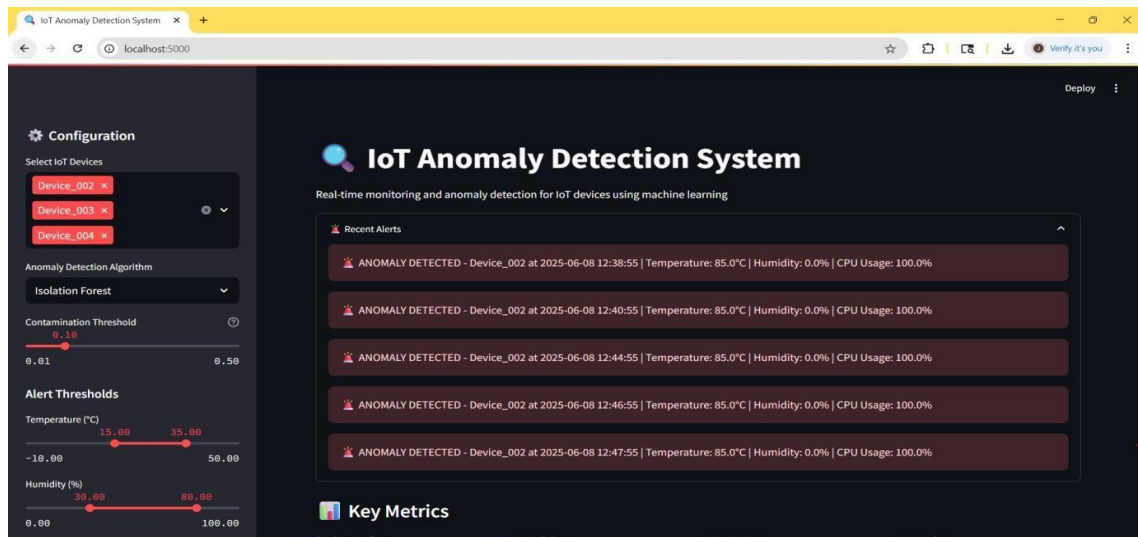 IoT Anomaly Detection System
localhost:5000
Verify it's you
Deploy
Configuration
Select IoT Devices
Device_002
Device_003
Device_004
Anomaly Detection Algorithm
Isolation Forest
Contamination Threshold
0.10
0.01 0.50
Alert Thresholds
Temperature (°C)
15.00 35.00
-10.00 50.00
Humidity (%)
30.00 80.00
0.00 100.00
IoT Anomaly Detection System
Real-time monitoring and anomaly detection for IoT devices using machine learning
Recent Alerts
ANOMALY DETECTED - Device_002 at 2025-06-08 12:38:55 | Temperature: 85.0°C | Humidity: 0.0% | CPU Usage: 100.0%
ANOMALY DETECTED - Device_002 at 2025-06-08 12:40:55 | Temperature: 85.0°C | Humidity: 0.0% | CPU Usage: 100.0%
ANOMALY DETECTED - Device_002 at 2025-06-08 12:44:55 | Temperature: 85.0°C | Humidity: 0.0% | CPU Usage: 100.0%
ANOMALY DETECTED - Device_002 at 2025-06-08 12:46:55 | Temperature: 85.0°C | Humidity: 0.0% | CPU Usage: 100.0%
ANOMALY DETECTED - Device_002 at 2025-06-08 12:47:55 | Temperature: 85.0°C | Humidity: 0.0% | CPU Usage: 100.0%
Key Metrics